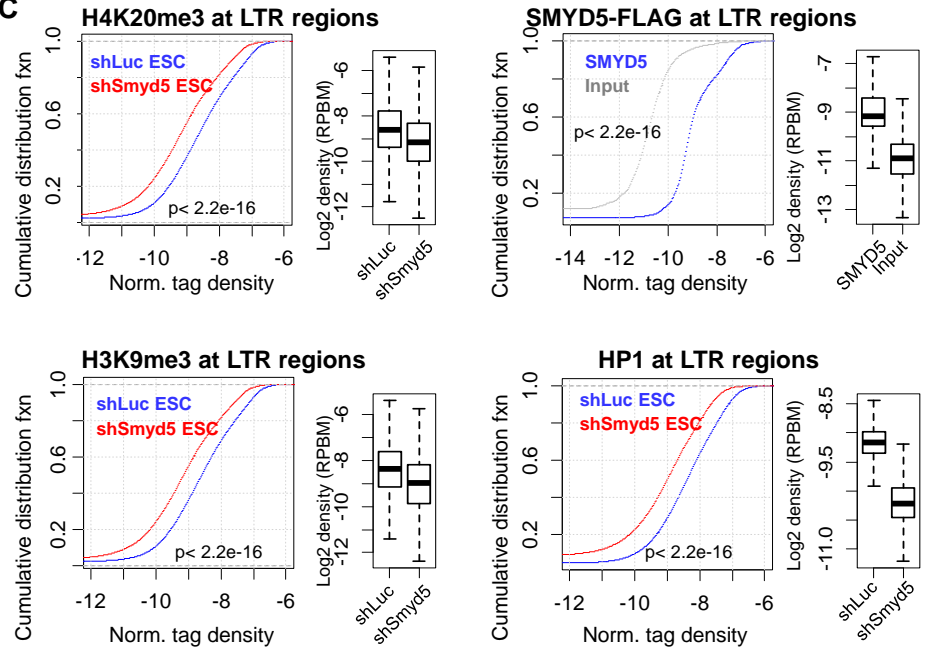 C
H4K20me3 at LTR regions
Cumulative distribution fxn
1.0
0.6
0.2
shLuc ESC
shSmyd5 ESC
p< 2.2e-16
-12
-10
-8
-6
Norm. tag density
Log2 density (RPBM)
-6
-8
-10
-12
shLuc
shSmyd5
SMYD5-FLAG at LTR regions
Cumulative distribution fxn
1.0
0.6
0.2
SMYD5
Input
p< 2.2e-16
-14
-12
-10
-8
-6
Norm. tag density
Log2 density (RPBM)
-7
-9
-11
-13
SMYD5
Input
H3K9me3 at LTR regions
Cumulative distribution fxn
1.0
0.6
0.2
shLuc ESC
shSmyd5 ESC
p< 2.2e-16
-12
-10
-8
-6
Norm. tag density
Log2 density (RPBM)
-6
-8
-10
-12
shLuc
shSmyd5
HP1 at LTR regions
Cumulative distribution fxn
1.0
0.6
0.2
shLuc ESC
shSmyd5 ESC
p< 2.2e-16
-12
-10
-8
-6
Norm. tag density
Log2 density (RPBM)
-8.5
-9.5
-11.0
shLuc
shSmyd5